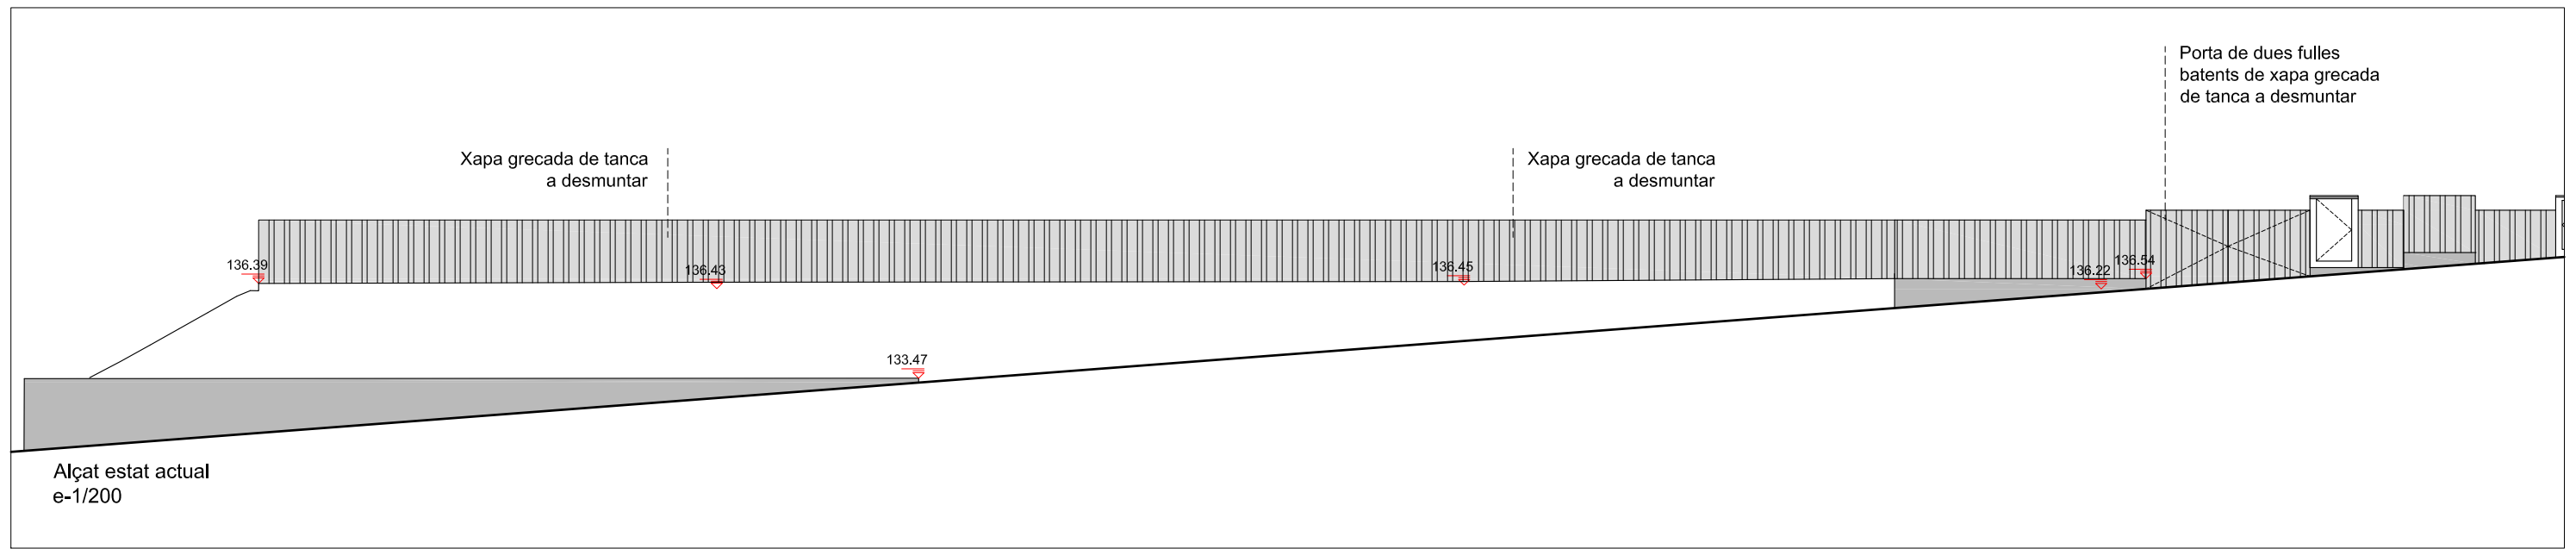 Porta de dues fulles
batents de xapa grecada
de tanca a desmuntar
Xapa grecada de tanca
a desmuntar
Xapa grecada de tanca
a desmuntar
136.39
136.43
136.45
136.22
136.54
133.47
Alçat estat actual
e-1/200